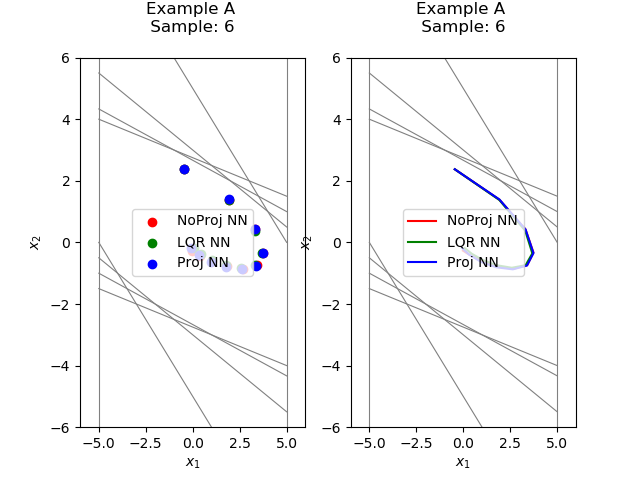 Example A
Sample: 6
6
4
2
0
−2
−4
−6
x₂
−5.0
−2.5
0.0
2.5
5.0
x₁
NoProj NN
LQR NN
Proj NN
Example A
Sample: 6
6
4
2
0
−2
−4
−6
x₂
−5.0
−2.5
0.0
2.5
5.0
x₁
NoProj NN
LQR NN
Proj NN